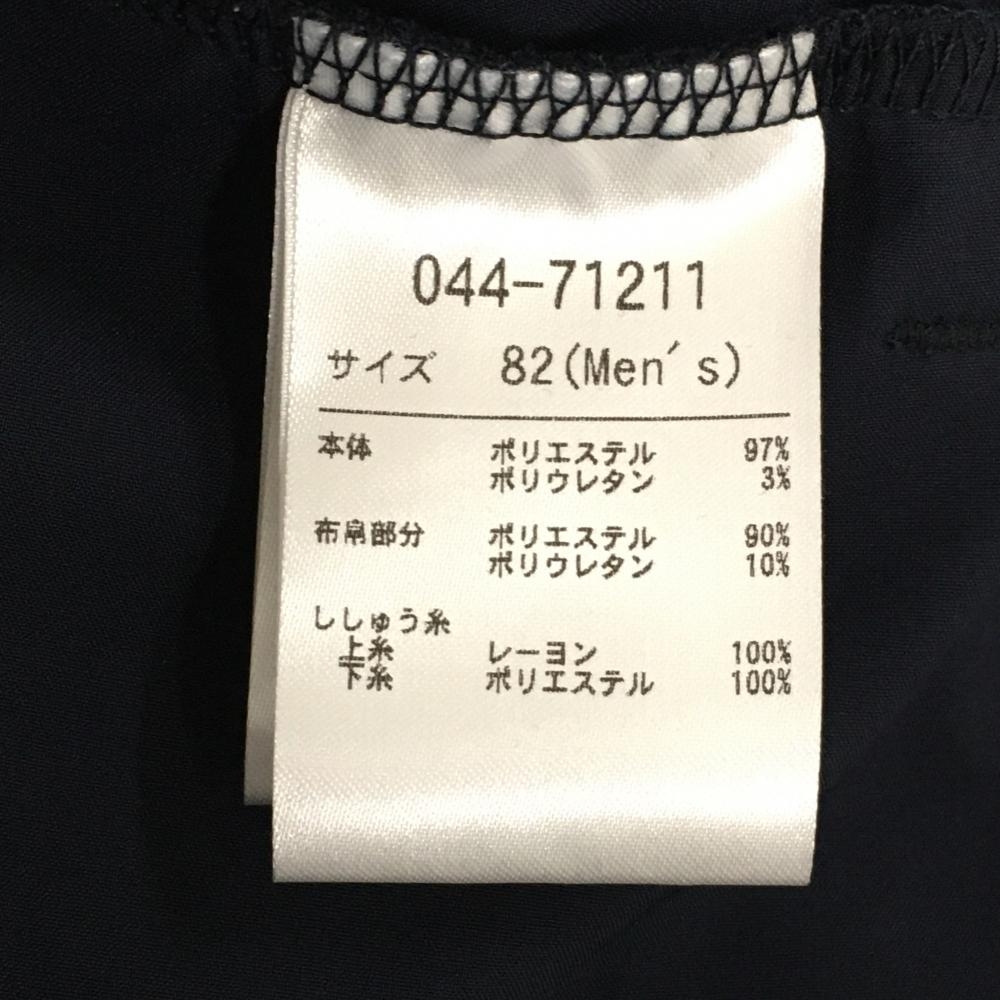 044-71211
サイズ 82(Men's)
本体 ポリエステル 97%
ポリウレタン 3%
布帛部分 ポリエステル 90%
ポリウレタン 10%
ししゅう糸
上糸 レーヨン 100%
下糸 ポリエステル 100%